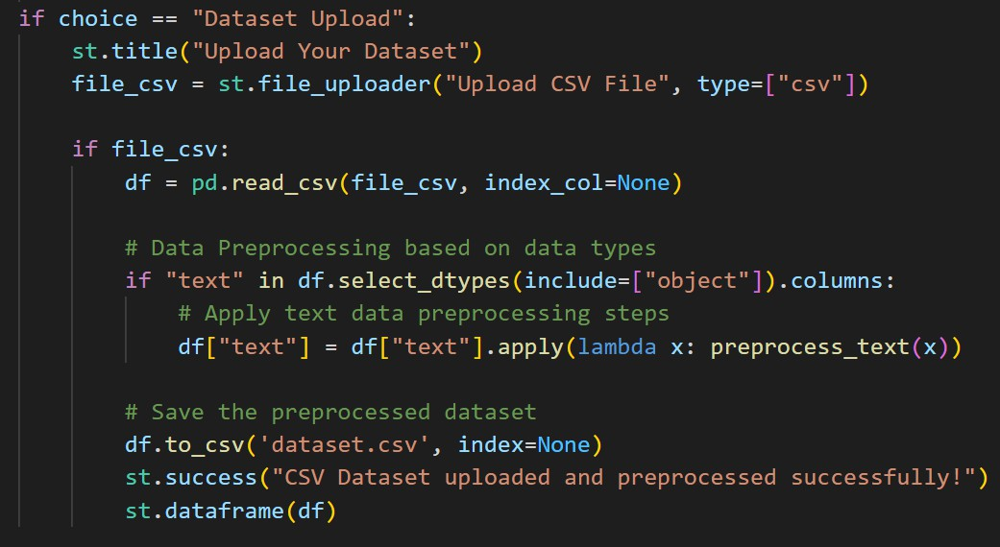 if choice == "Dataset Upload":
    st.title("Upload Your Dataset")
    file_csv = st.file_uploader("Upload CSV File", type=["csv"])

    if file_csv:
        df = pd.read_csv(file_csv, index_col=None)

        # Data Preprocessing based on data types
        if "text" in df.select_dtypes(include=["object"]).columns:
            # Apply text data preprocessing steps
            df["text"] = df["text"].apply(lambda x: preprocess_text(x))

        # Save the preprocessed dataset
        df.to_csv('dataset.csv', index=None)
        st.success("CSV Dataset uploaded and preprocessed successfully!")
        st.dataframe(df)